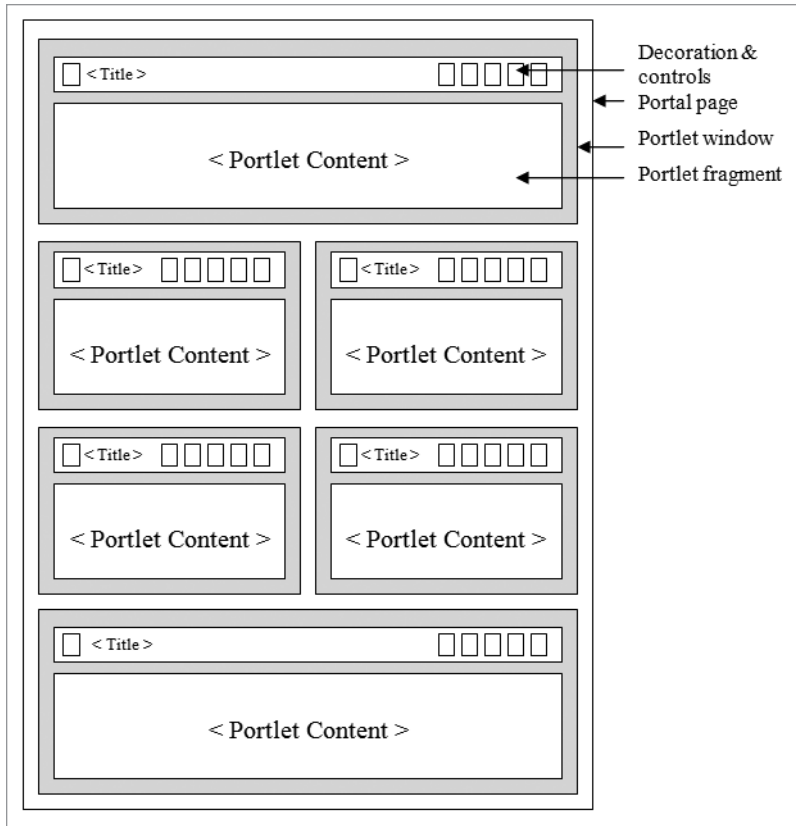 < Title >
Decoration &
controls
Portal page
Portlet window
< Portlet Content >
Portlet fragment
< Title >
< Title >
< Portlet Content >
< Portlet Content >
< Title >
< Title >
< Portlet Content >
< Portlet Content >
< Title >
< Portlet Content >